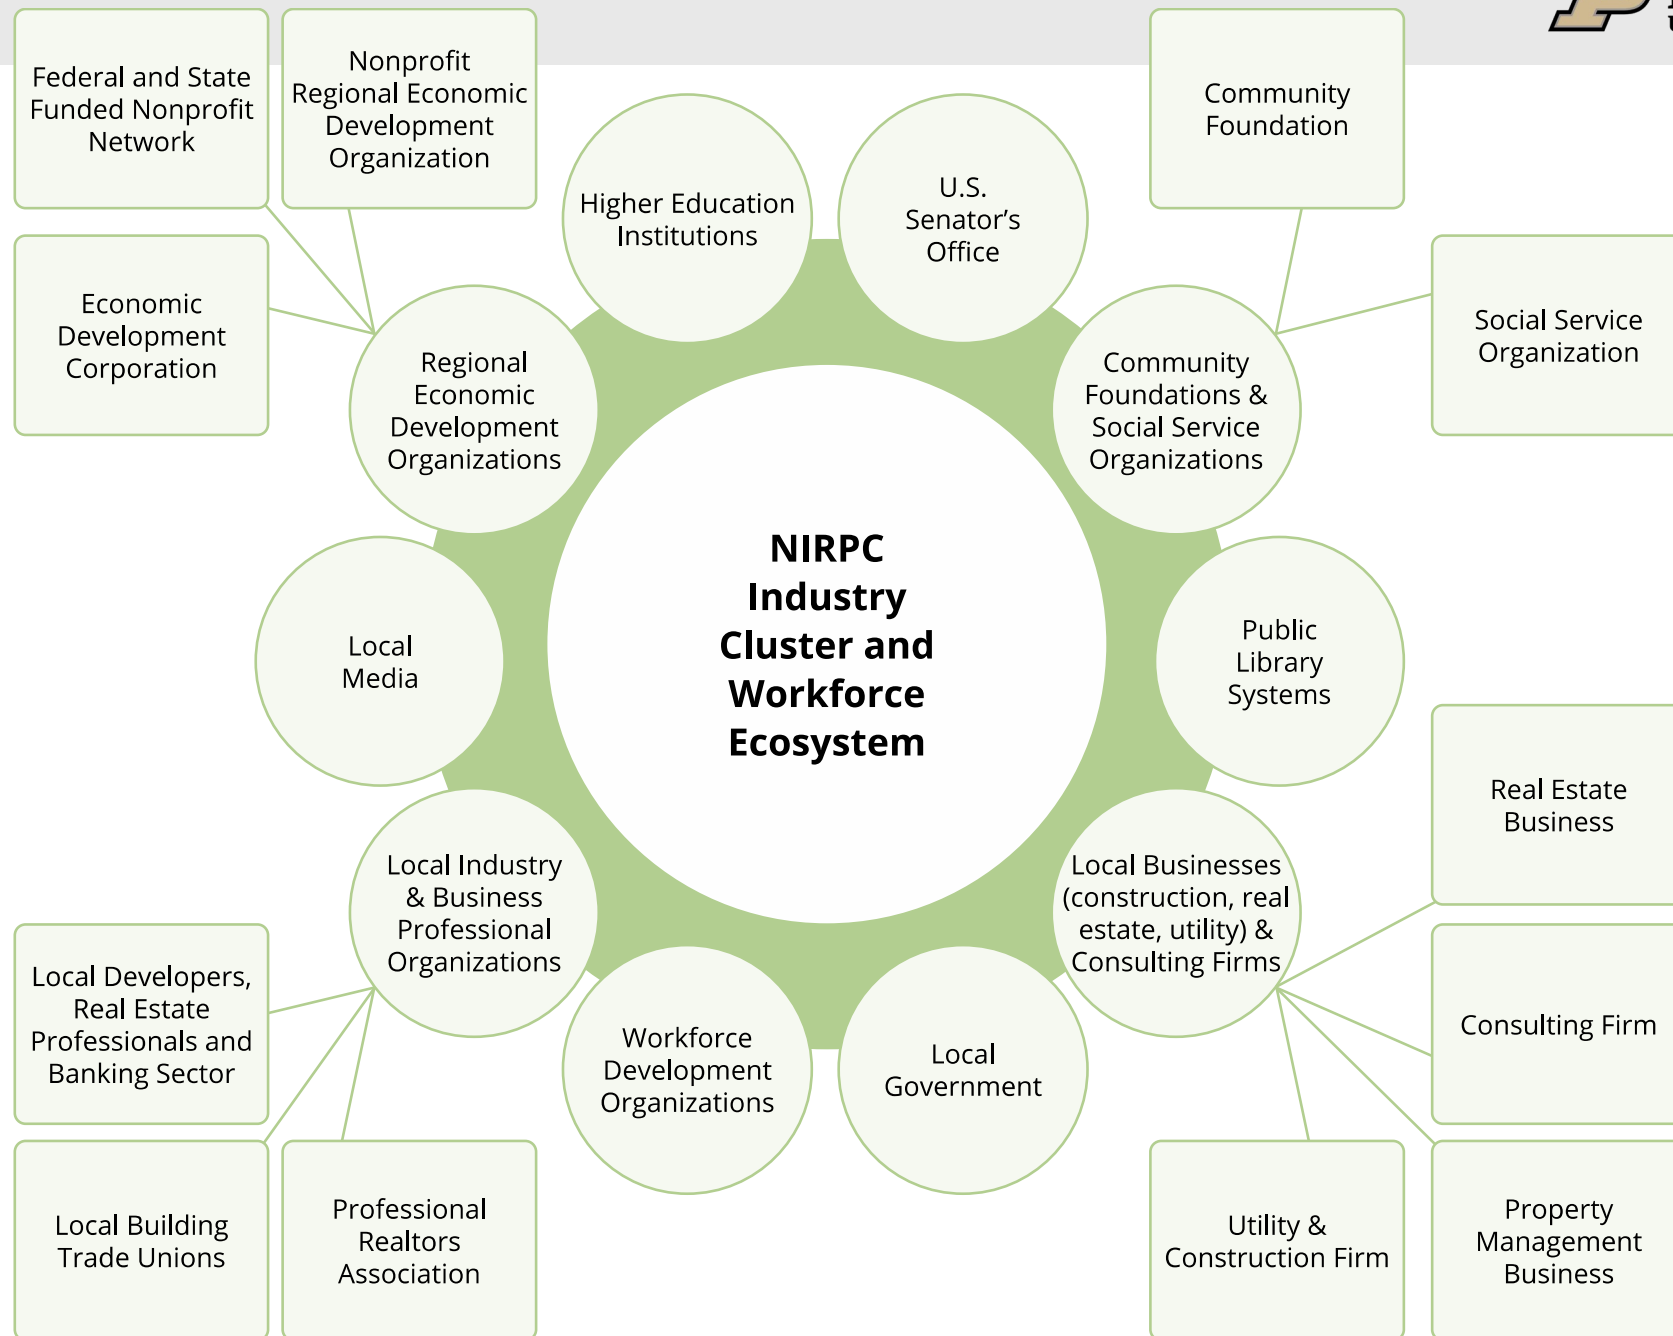 Federal and State
Funded Nonprofit
Network
Nonprofit
Regional Economic
Development
Organization
Community
Foundation
Higher Education
Institutions
U.S.
Senator’s
Office
Economic
Development
Corporation
Social Service
Organization
Regional
Economic
Development
Organizations
Community
Foundations &
Social Service
Organizations
NIRPC
Industry
Cluster and
Workforce
Ecosystem
Local
Media
Public
Library
Systems
Real Estate
Business
Local Industry
& Business
Professional
Organizations
Local Businesses
(construction, real
estate, utility) &
Consulting Firms
Local Developers,
Real Estate
Professionals and
Banking Sector
Consulting Firm
Workforce
Development
Organizations
Local
Government
Local Building
Trade Unions
Professional
Realtors
Association
Utility &
Construction Firm
Property
Management
Business